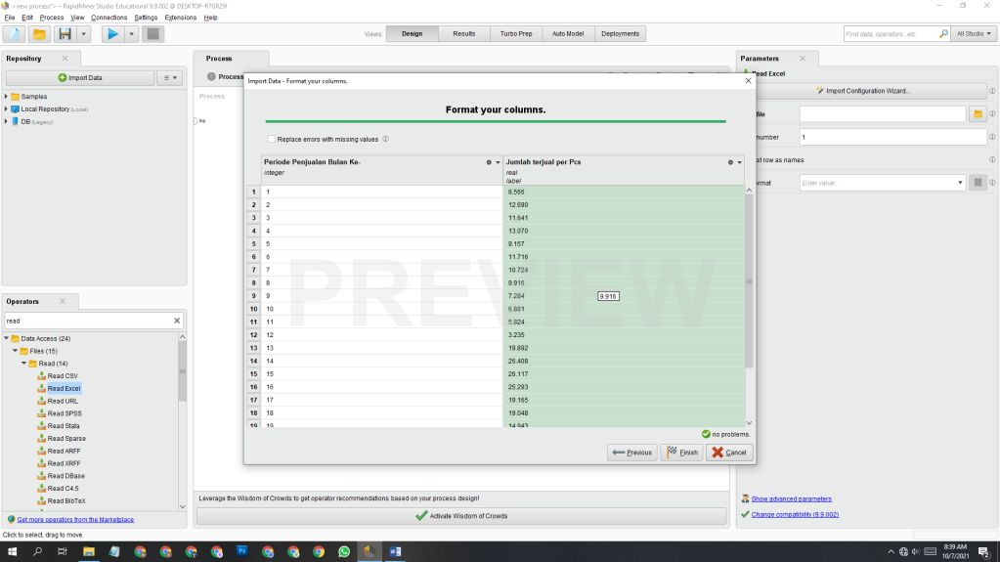 <new process*> – RapidMiner Studio Educational 9.9.002 @ DESKTOP-R7GR29I
File Edit Process View Connections Settings Extensions Help
Views: Design Results Turbo Prep Auto Model Deployments
Find data, operators...etc All Studio
Repository
Import Data
Samples
Local Repository (Local)
DB (Legacy)
Process
Process
Process
inp
Import Data - Format your columns.
Format your columns.
Replace errors with missing values
Periode Penjualan Bulan Ke- Jumlah terjual per Pcs
integer real
label
1 1 8.566
2 2 12.690
3 3 11.641
4 4 13.070
5 5 9.157
6 6 11.716
7 7 10.724
8 8 9.916
9 9 7.284
10 10 6.881
11 11 5.824
12 12 3.235
13 13 19.892
14 14 26.408
15 15 26.117
16 16 25.293
17 17 19.165
18 18 19.048
19 19 14.943
PREVIEW
9.916
no problems.
Previous Finish Cancel
Parameters
Read Excel
Import Configuration Wizard...
file
number 1
st row as names
rmat Enter value...
Show advanced parameters
Change compatibility (9.9.002)
Operators
read
Data Access (24)
Files (15)
Read (14)
Read CSV
Read Excel
Read URL
Read SPSS
Read Stata
Read Sparse
Read ARFF
Read XRFF
Read DBase
Read C4.5
Read BibTeX
Get more operators from the Marketplace
Leverage the Wisdom of Crowds to get operator recommendations based on your process design!
Activate Wisdom of Crowds
Click to select, drag to move.
8:39 AM
10/7/2021